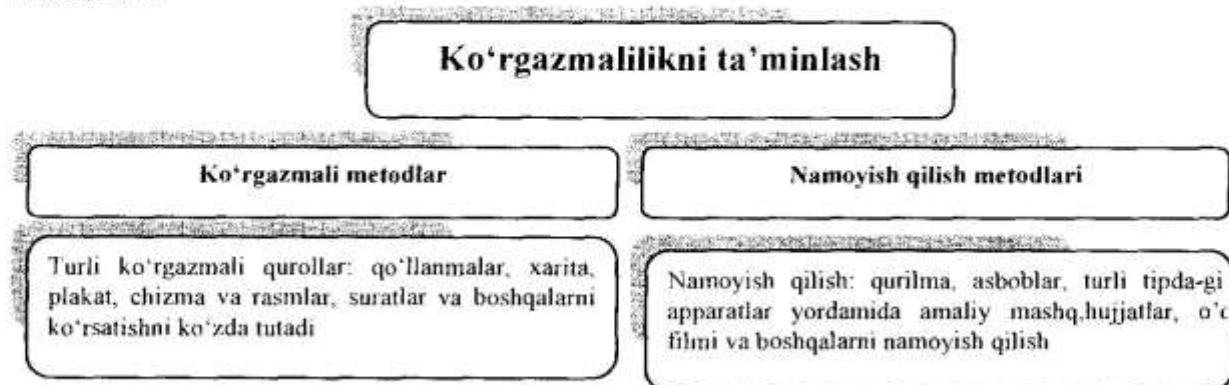 Ko‘rgazmalilikni ta’minlash
Ko‘rgazmali metodlar
Namoyish qilish metodlari
Turli ko‘rgazmali qurollar: qo‘llanmalar, xarita,
plakat, chizma va rasmlar, suratlar va boshqalarni
ko‘rsatishni ko‘zda tutadi
Namoyish qilish: qurilma, asboblar, turli tipda-gi
apparatlar yordamida amaliy mashq,hujjatlar,
filmi va boshqalarni namoyish qilish